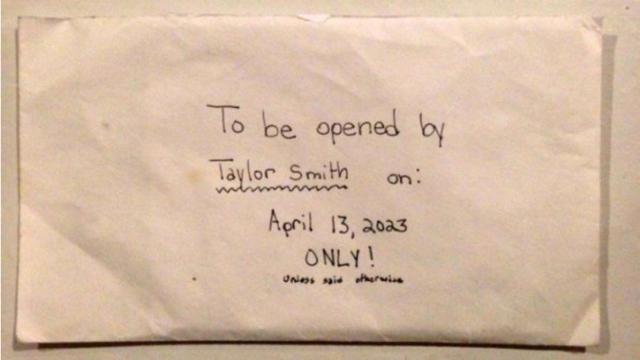 To be opened by
Taylor Smith on:
April 13, 2023
ONLY!
unless said otherwise